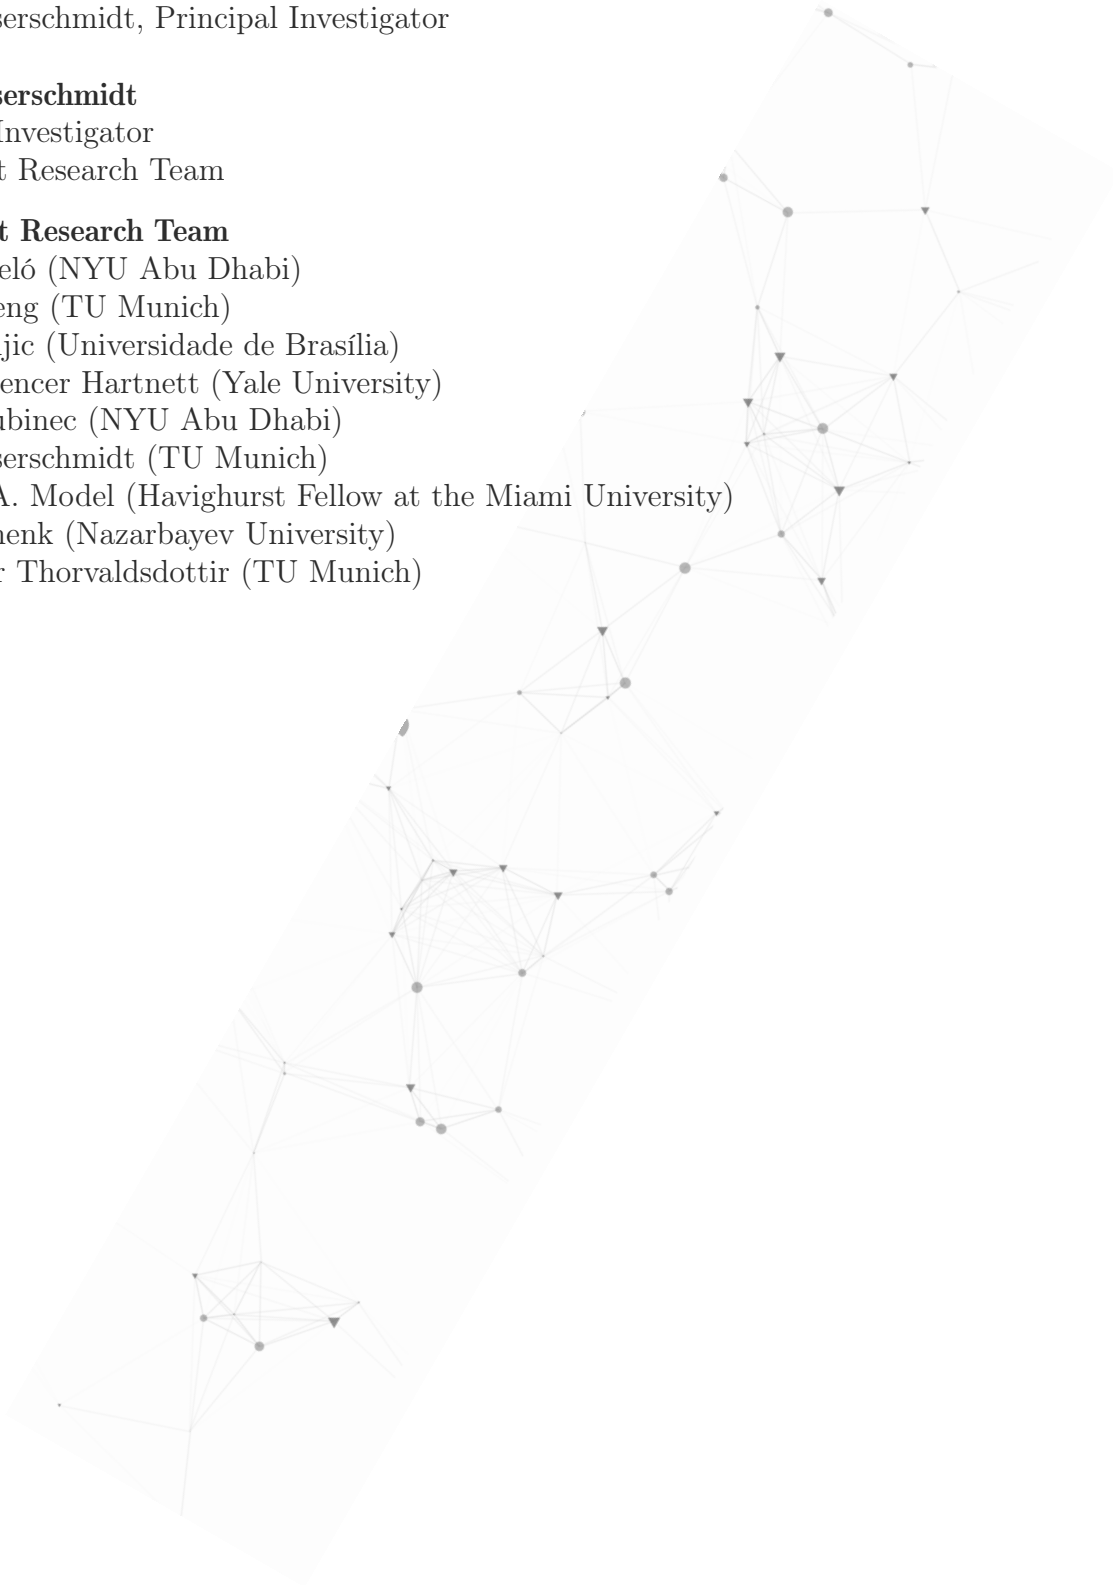 serschmidt, Principal Investigator
serschmidt
Investigator
t Research Team
t Research Team
eló (NYU Abu Dhabi)
eng (TU Munich)
jic (Universidade de Brasília)
encer Hartnett (Yale University)
ubinec (NYU Abu Dhabi)
serschmidt (TU Munich)
A. Model (Havighurst Fellow at the Miami University)
henk (Nazarbayev University)
r Thorvaldsdottir (TU Munich)